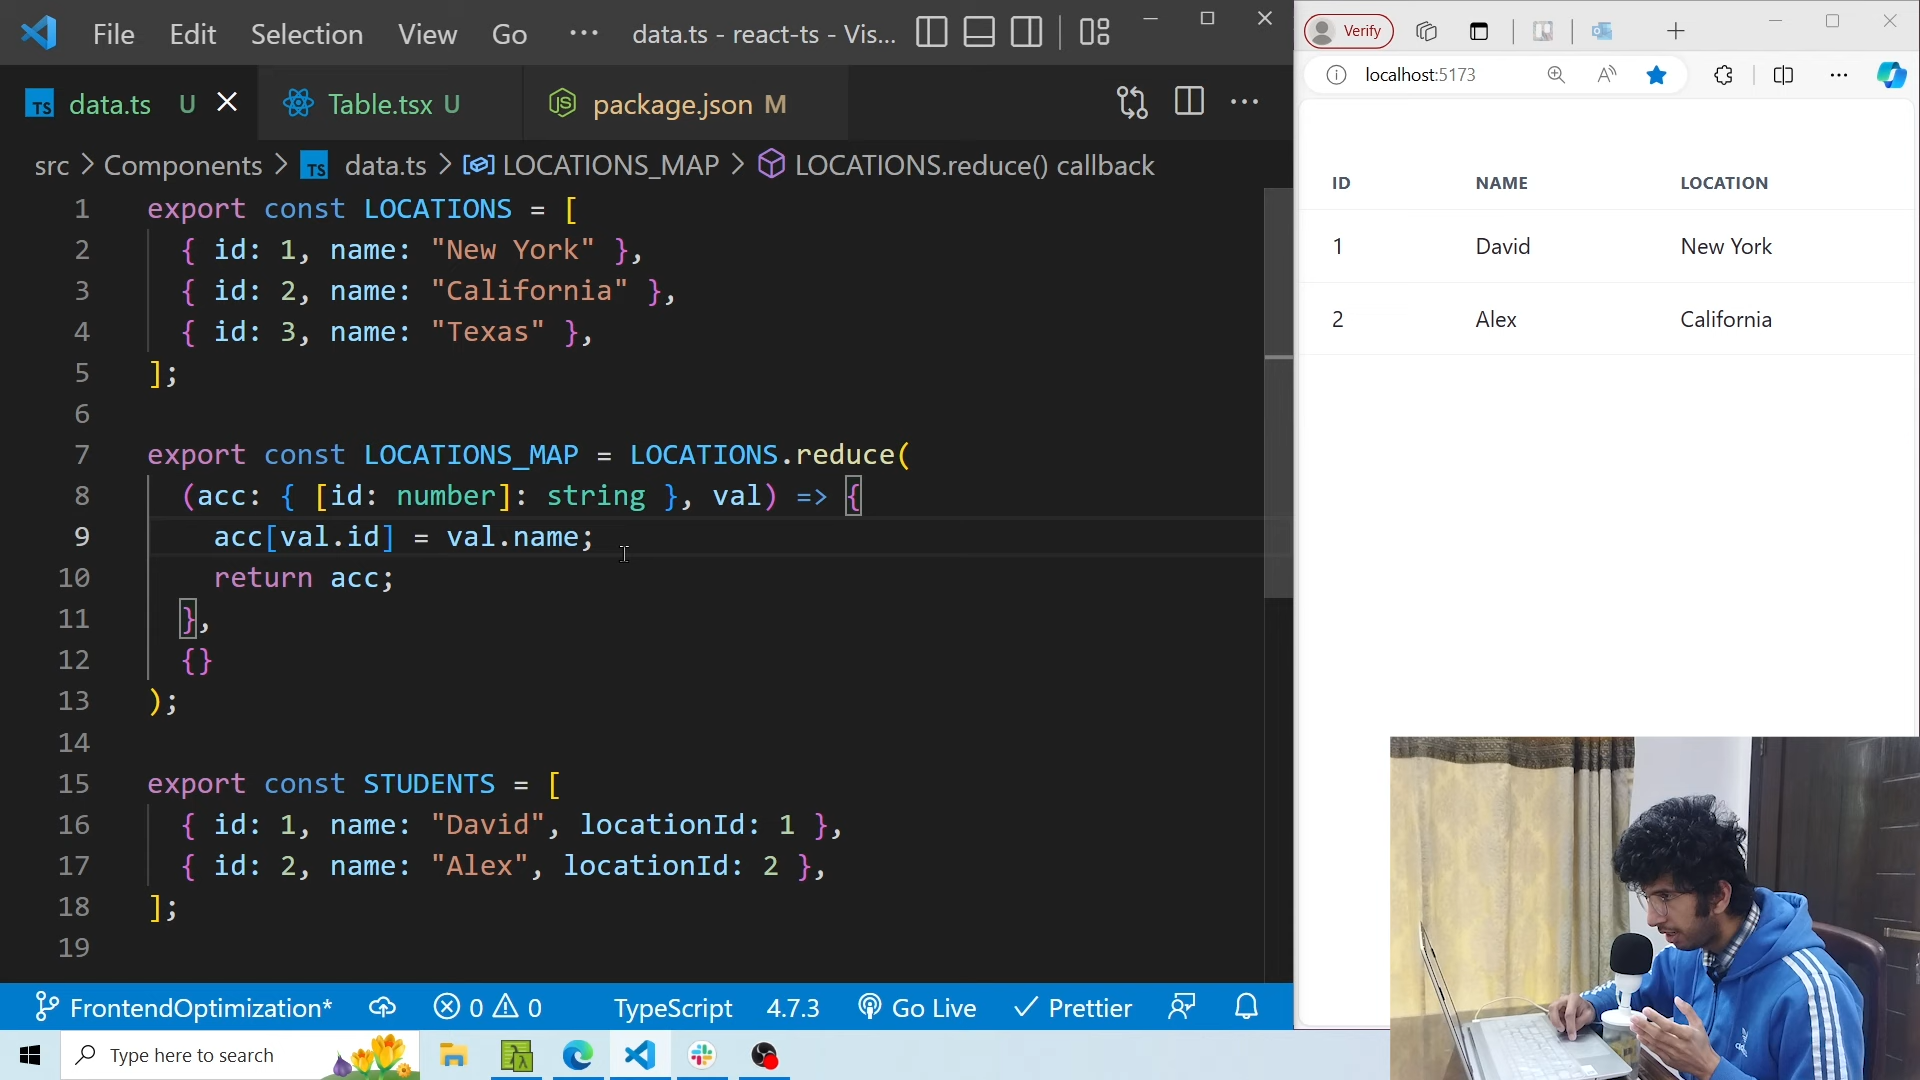 File Edit Selection View Go ··· data.ts - react-ts - Vis...
TS data.ts U
Table.tsx U
JS package.json M
src > Components > TS data.ts > LOCATIONS_MAP > LOCATIONS.reduce() callback
1 export const LOCATIONS = [
2 { id: 1, name: "New York" },
3 { id: 2, name: "California" },
4 { id: 3, name: "Texas" },
5 ];
6
7 export const LOCATIONS_MAP = LOCATIONS.reduce(
8 (acc: { [id: number]: string }, val) => {
9 acc[val.id] = val.name;
10 return acc;
11 },
12 {}
13 );
14
15 export const STUDENTS = [
16 { id: 1, name: "David", locationId: 1 },
17 { id: 2, name: "Alex", locationId: 2 },
18 ];
19
FrontendOptimization* 0 0 TypeScript 4.7.3 Go Live Prettier
Type here to search
Verify
localhost:5173
ID NAME LOCATION
1 David New York
2 Alex California